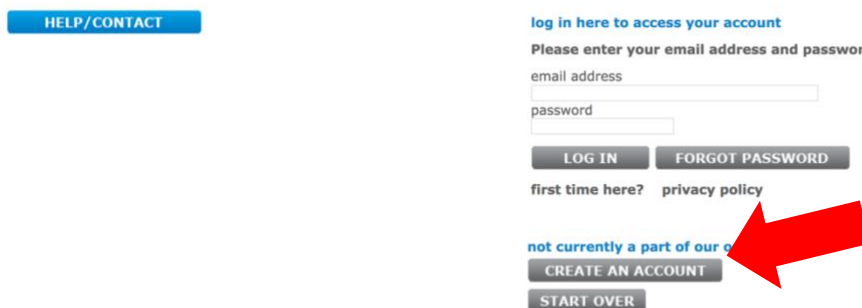 HELP/CONTACT
log in here to access your account
Please enter your email address and
email address
password
LOG IN FORGOT PASSWORD
first time here? privacy policy
not currently a part of our
CREATE AN ACCOUNT
START OVER